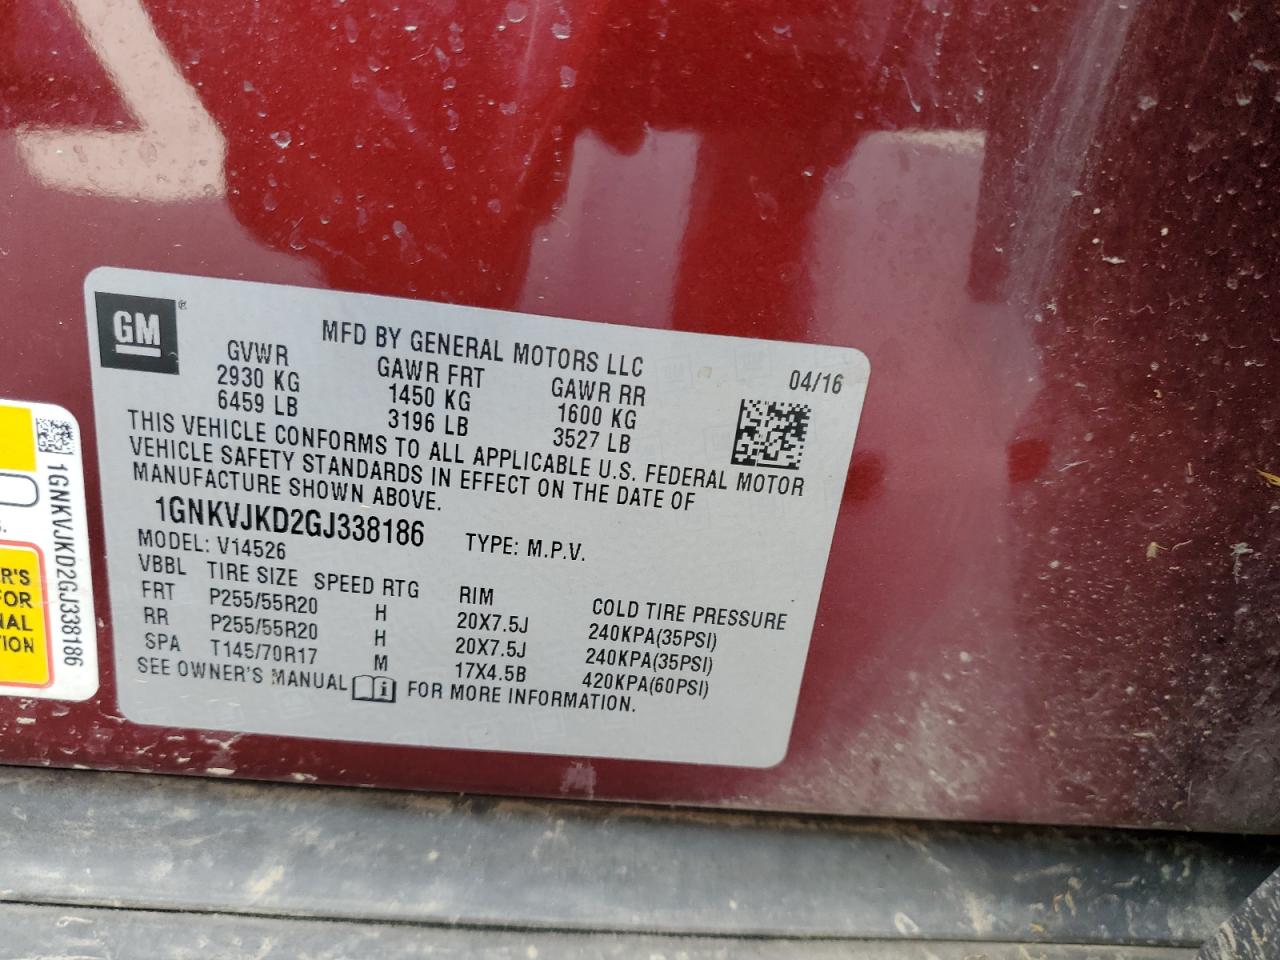 GM®
MFD BY GENERAL MOTORS LLC
GVWR GAWR FRT GAWR RR 04/16
2930 KG 1450 KG 1600 KG
6459 LB 3196 LB 3527 LB
THIS VEHICLE CONFORMS TO ALL APPLICABLE U.S. FEDERAL MOTOR
VEHICLE SAFETY STANDARDS IN EFFECT ON THE DATE OF
MANUFACTURE SHOWN ABOVE.
1GNKVJKD2GJ338186 TYPE: M.P.V.
MODEL: V14526
VBBL TIRE SIZE SPEED RTG RIM COLD TIRE PRESSURE
FRT P255/55R20 H 20X7.5J 240KPA(35PSI)
RR P255/55R20 H 20X7.5J 240KPA(35PSI)
SPA T145/70R17 M 17X4.5B 420KPA(60PSI)
SEE OWNER'S MANUAL FOR MORE INFORMATION.
1GNKVJKD2GJ338186
R'S
FOR
NAL
TION